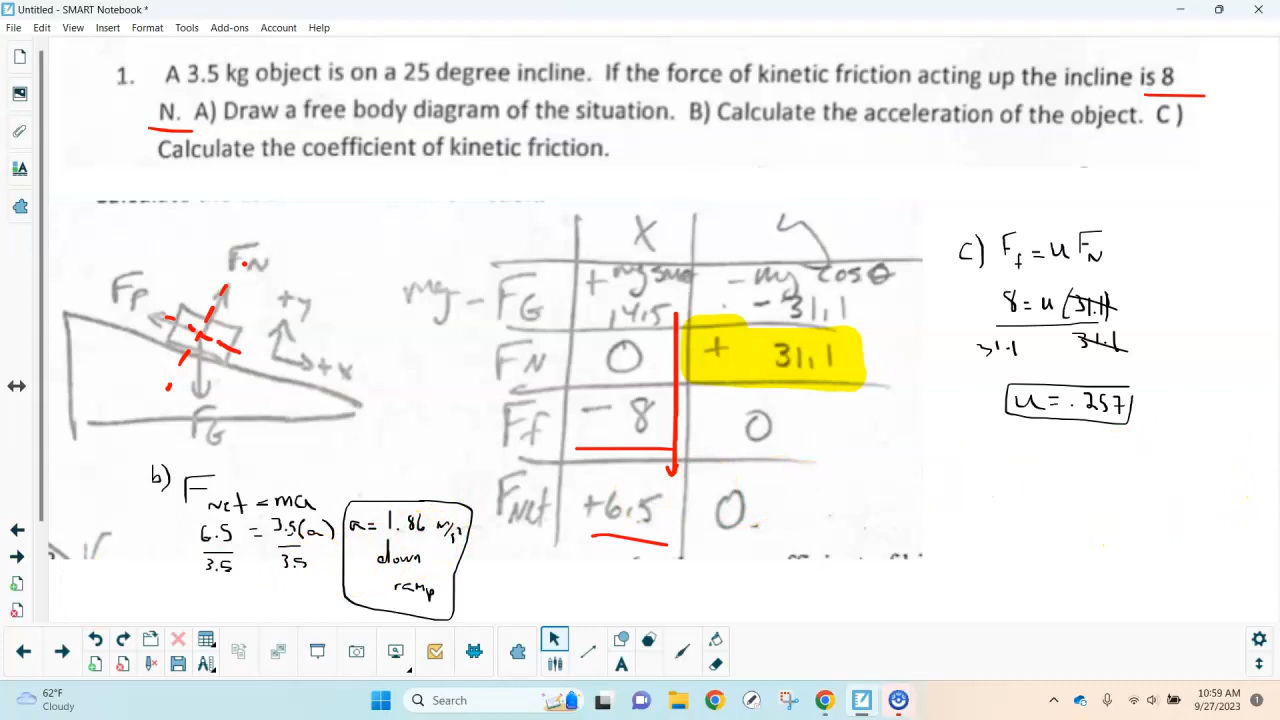 Untitled - SMART Notebook *
File Edit View Insert Format Tools Add-ons Account Help
1. A 3.5 kg object is on a 25 degree incline. If the force of kinetic friction acting up the incline is 8
N. A) Draw a free body diagram of the situation. B) Calculate the acceleration of the object. C)
Calculate the coefficient of kinetic friction.
FN
FF
+y
+x
FG
X y
mg - FG + mg sinθ - mg cosθ
14.5 - 31.1
FN 0 + 31.1
Ff - 8 0
FNet +6.5 0.
b) FNet = ma
6.5 = 3.5(a)
3.5 3.5
a = 1.86 m/s²
down
ramp
c) Ff = u FN
8 = u (31.1)
31.1 31.1
u = .257
62°F
Cloudy
Search
10:59 AM
9/27/2023